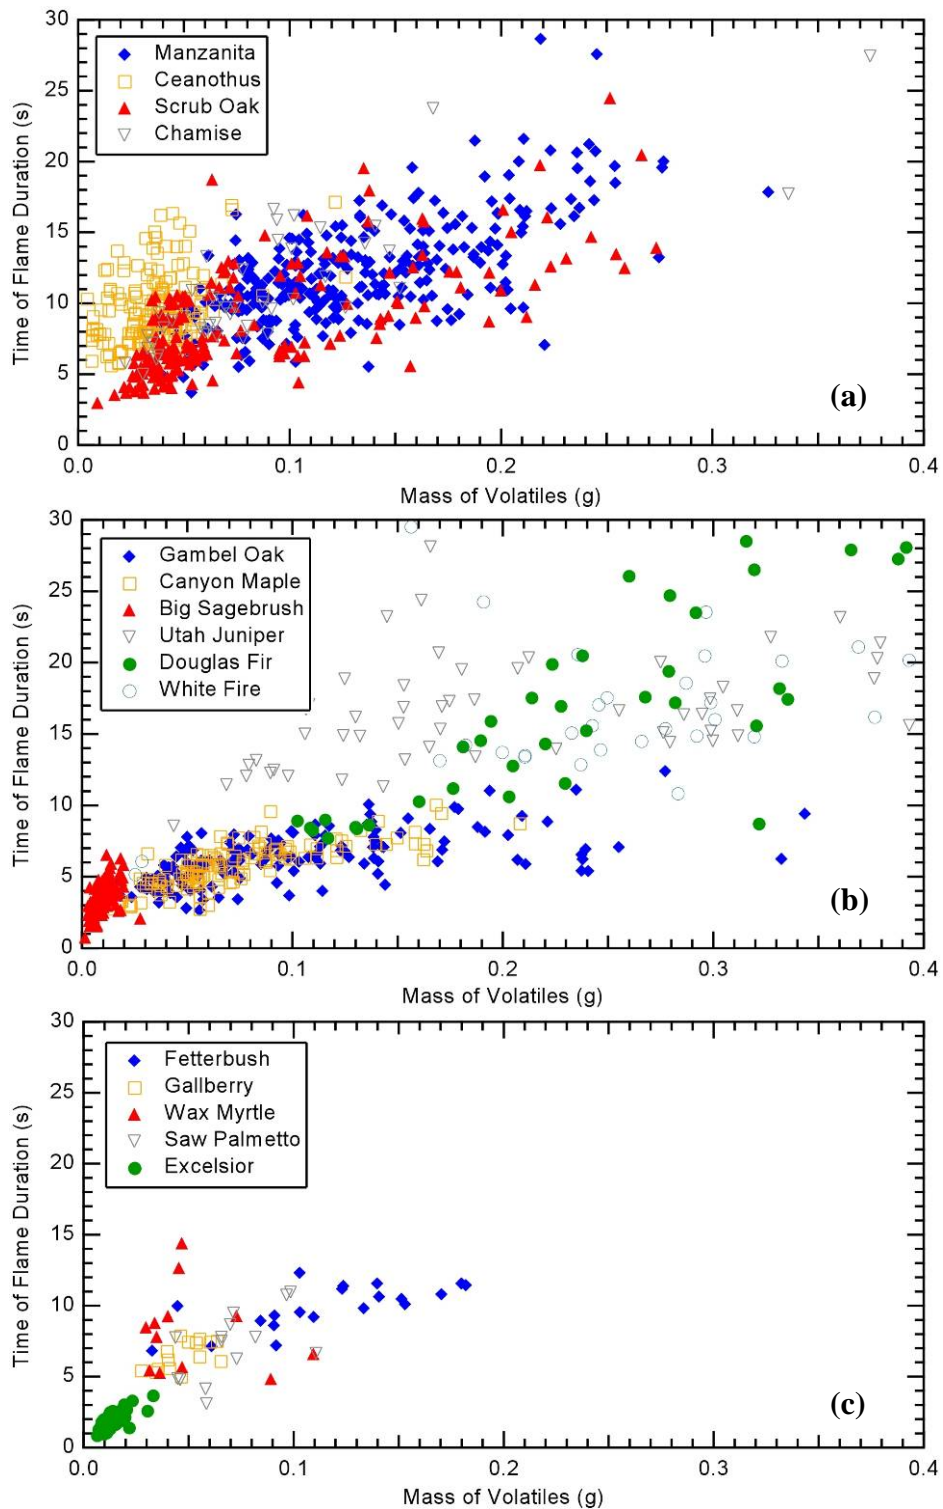 30
25
20
15
10
5
0
Time of Flame Duration (s)
Manzanita
Ceanothus
Scrub Oak
Chamise
(a)
0.0 0.1 0.2 0.3 0.4
Mass of Volatiles (g)
30
25
20
15
10
5
0
Time of Flame Duration (s)
Gambel Oak
Canyon Maple
Big Sagebrush
Utah Juniper
Douglas Fir
White Fire
(b)
0.0 0.1 0.2 0.3 0.4
Mass of Volatiles (g)
30
25
20
15
10
5
0
Time of Flame Duration (s)
Fetterbush
Gallberry
Wax Myrtle
Saw Palmetto
Excelsior
(c)
0.0 0.1 0.2 0.3 0.4
Mass of Volatiles (g)